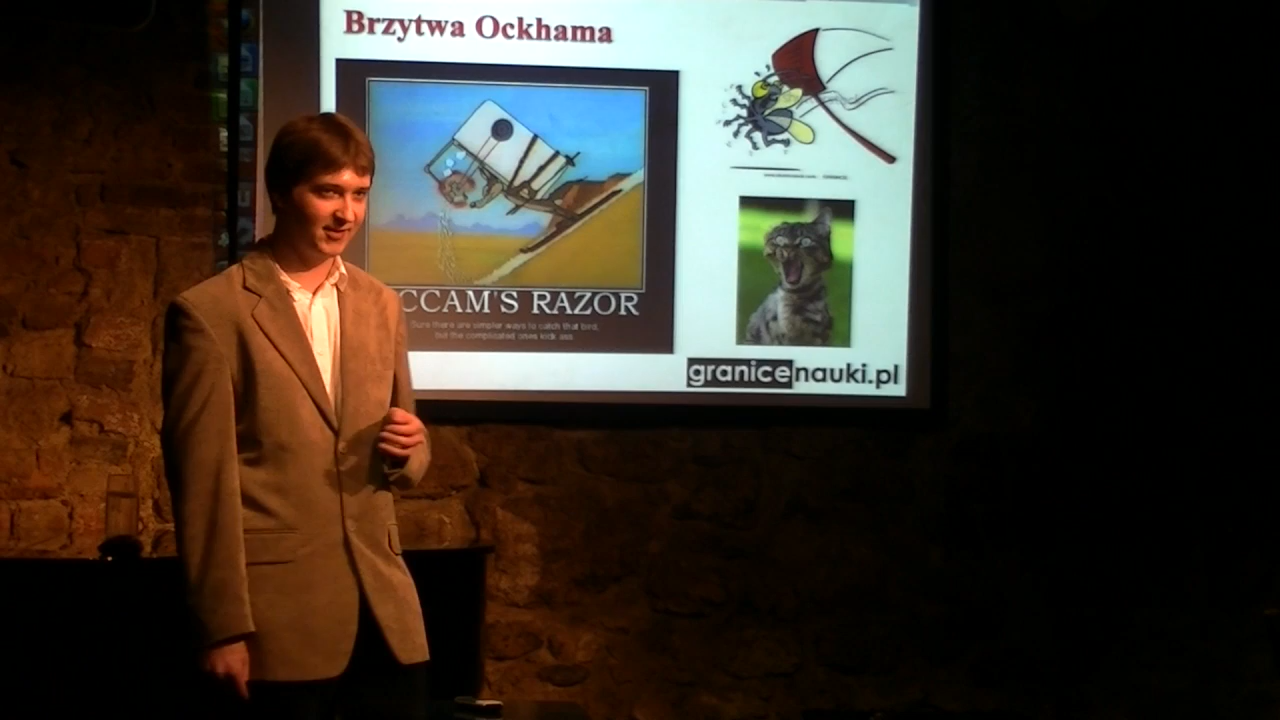 Brzytwa Ockhama
CCAM'S RAZOR
Sure there are simpler ways to catch that bird,
but the complicated ones kick ass
granicenauki.pl